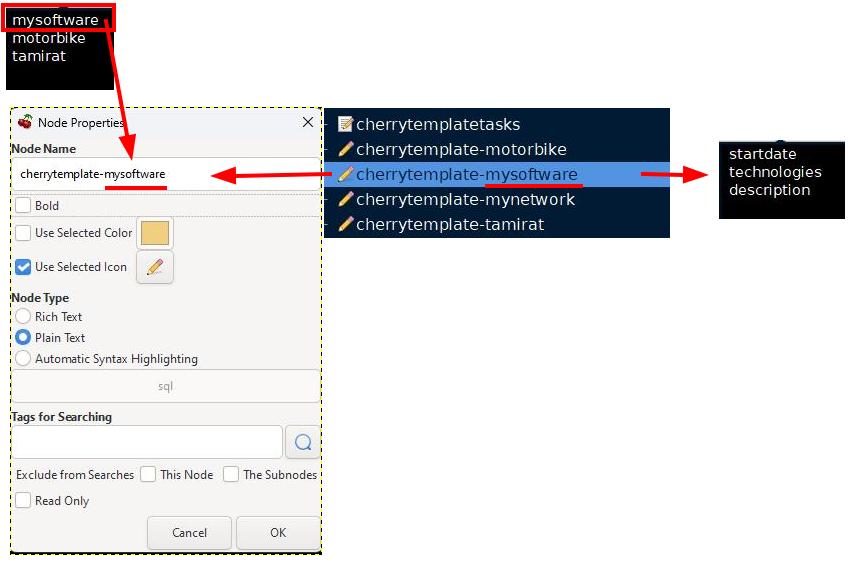 mysoftware
motorbike
tamirat
Node Properties
Node Name
cherrytemplate-mysoftware
Bold
Use Selected Color
Use Selected Icon
Node Type
Rich Text
Plain Text
Automatic Syntax Highlighting
sql
Tags for Searching
Exclude from Searches This Node The Subnodes
Read Only
Cancel OK
cherrytemplatetasks
cherrytemplate-motorbike
cherrytemplate-mysoftware
cherrytemplate-mynetwork
cherrytemplate-tamirat
startdate
technologies
description